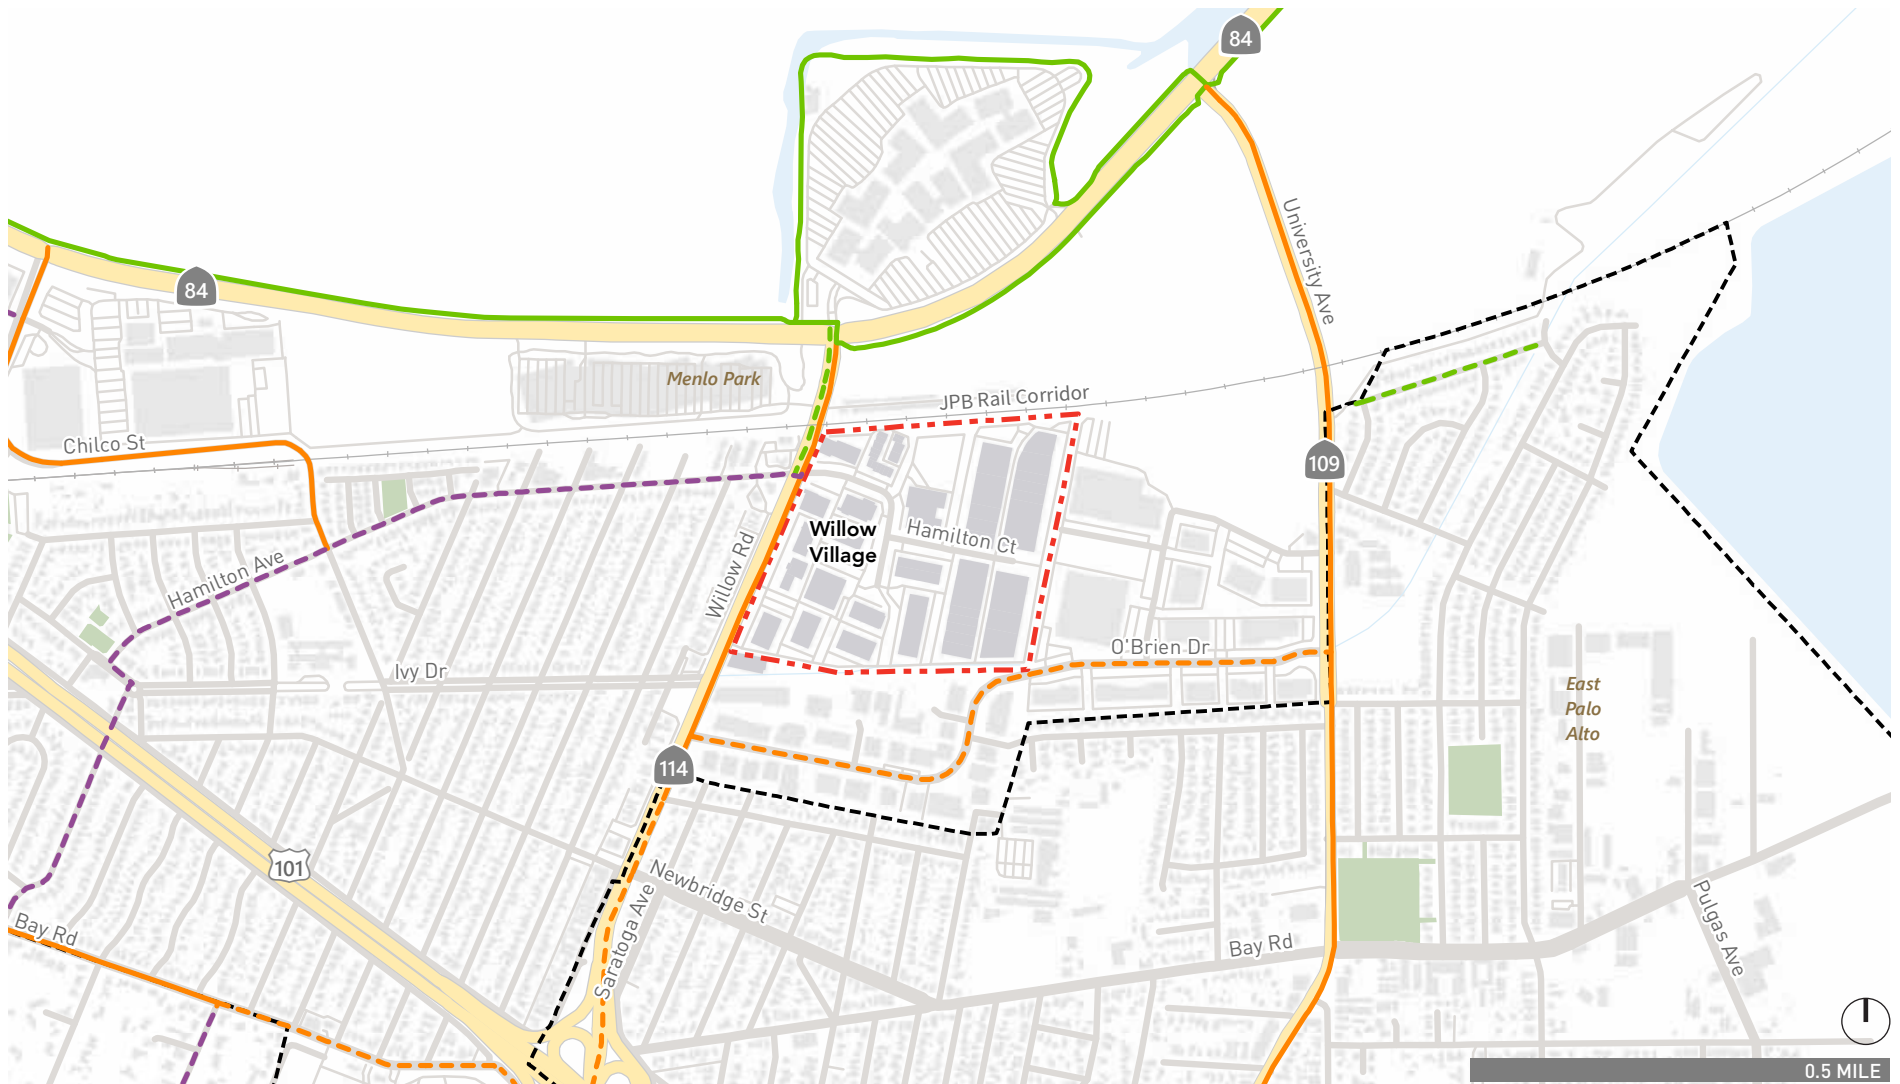 84
84
University Ave
Menlo Park
JPB Rail Corridor
Chilco St
109
Willow
Village
Hamilton Ct
Willow Rd
Hamilton Ave
O'Brien Dr
Ivy Dr
East
Palo
Alto
114
101
Newbridge St
Saratoga Ave
Pulgas Ave
Bay Rd
Bay Rd
0.5 MILE